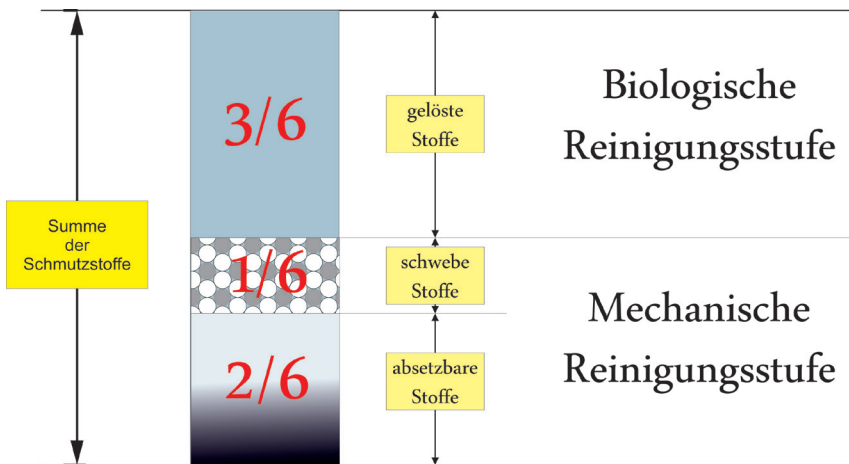 3/6
gelöste
Stoffe
Biologische
Reinigungsstufe
Summe
der
Schmutzstoffe
1/6
schwebe
Stoffe
2/6
absetzbare
Stoffe
Mechanische
Reinigungsstufe